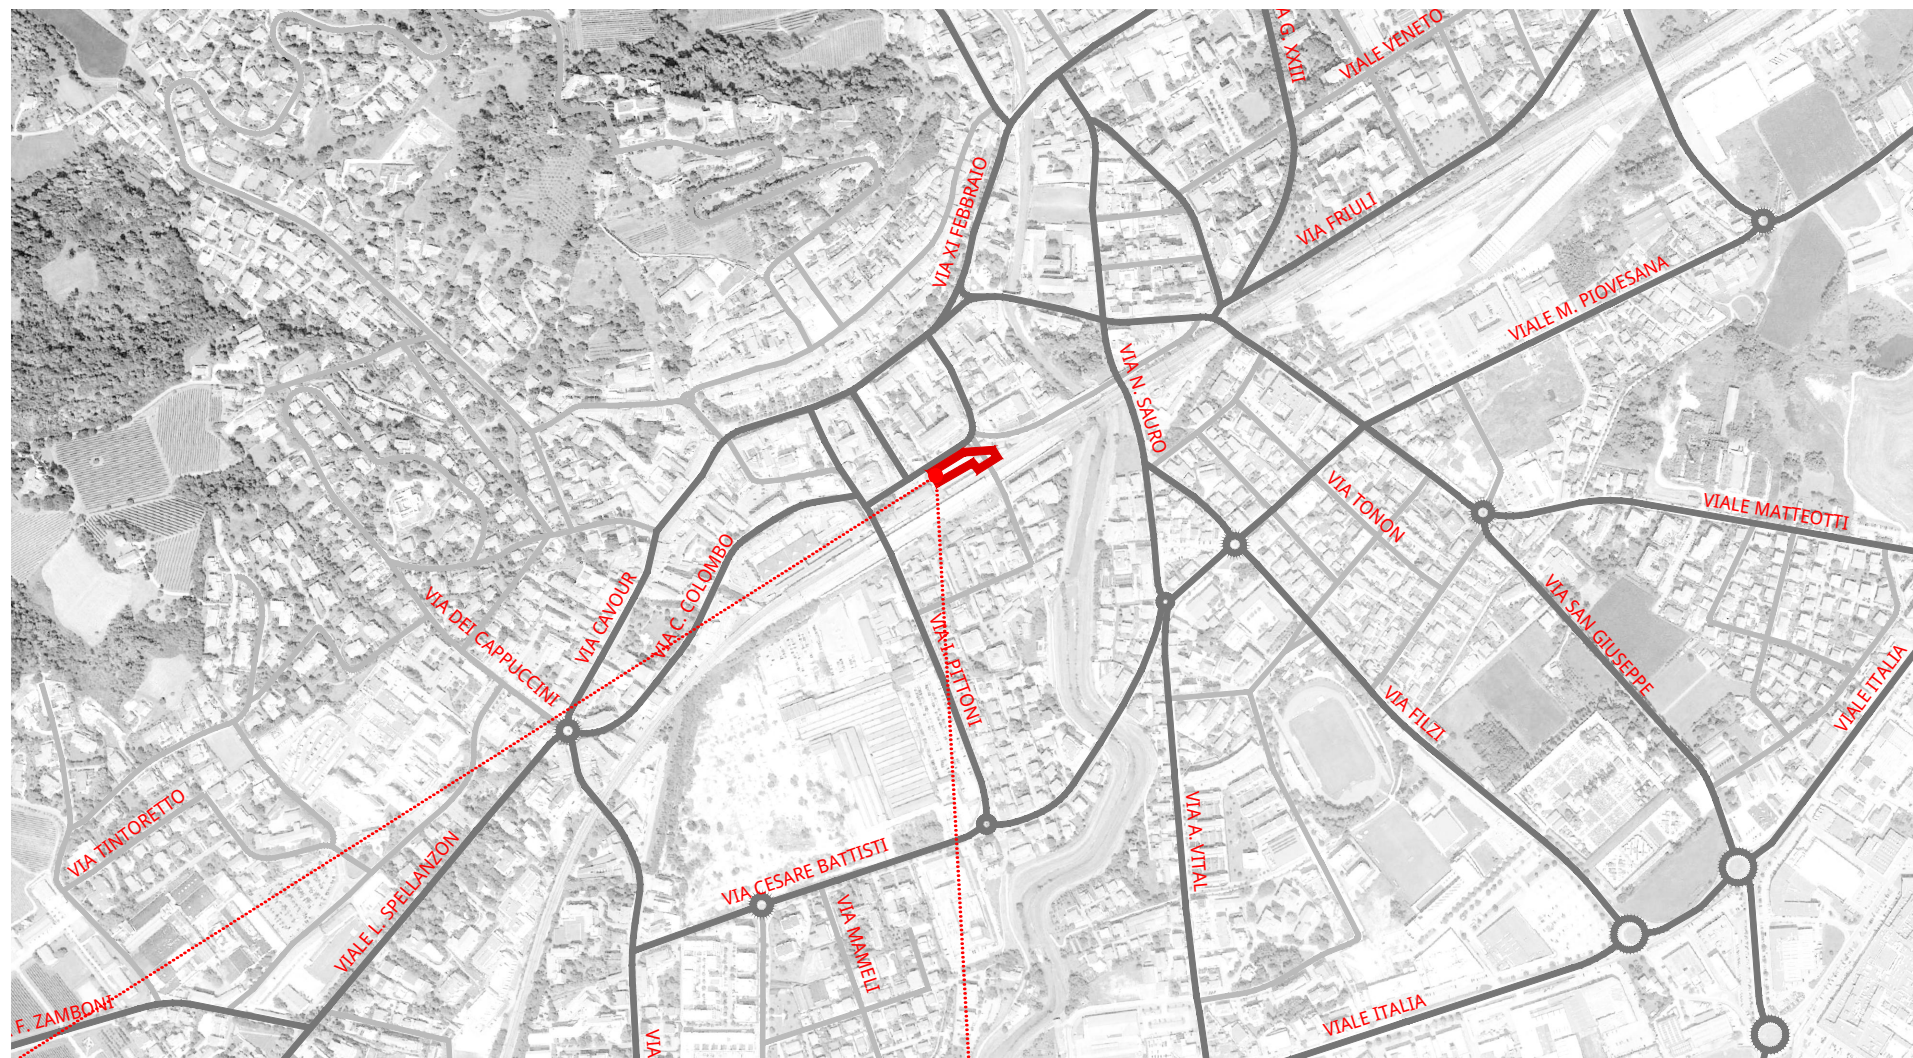 A G. XXIII
VIALE VENETO
VIA XI FEBBRAIO
VIA FRIULI
VIALE M. PIOVESANA
VIA N. SAURO
VIA TONON
VIALE MATTEOTTI
VIA C. COLOMBO
VIA CAVOUR
VIA DEI CAPPUCCINI
VIA I. PITTONI
VIA SAN GIUSEPPE
VIALE ITALIA
VIA FILZI
VIA TINTORETTO
VIALE L. SPELLANZON
VIA CESARE BATTISTI
VIA A. VITAL
VIA MAMELI
F. ZAMBONI
VIALE ITALIA
VIA